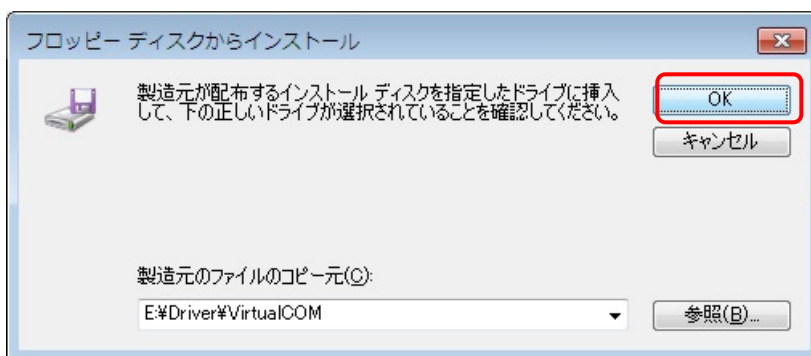 フロッピー ディスクからインストール
製造元が配布するインストール ディスクを指定したドライブに挿入
して、下の正しいドライブが選択されていることを確認してください。
OK
キャンセル
製造元のファイルのコピー元(C):
E:¥Driver¥VirtualCOM
参照(B)...